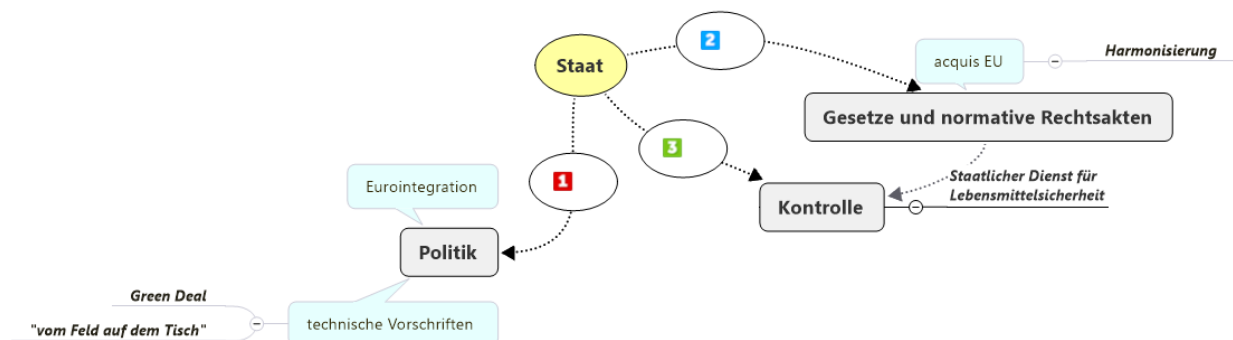 2
Harmonisierung
acquis EU
Staat
Gesetze und normative Rechtsakten
3
Staatlicher Dienst für
Lebensmittelsicherheit
1
Eurointegration
Kontrolle
Politik
Green Deal
technische Vorschriften
"vom Feld auf dem Tisch"